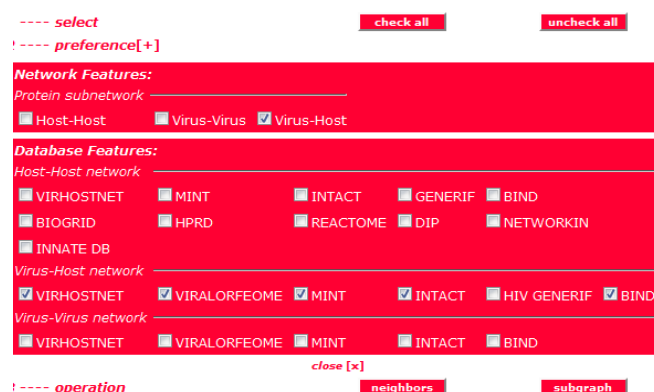 ---- select check all uncheck all
---- preference[+]
Network Features:
Protein subnetwork
Host-Host Virus-Virus Virus-Host
Database Features:
Host-Host network
VIRHOSTNET MINT INTACT GENERIF BIND
BIOGRID HPRD REACTOME DIP NETWORKIN
INNATE DB
Virus-Host network
VIRHOSTNET VIRALORFEOME MINT INTACT HIV GENERIF BIND
Virus-Virus network
VIRHOSTNET VIRALORFEOME MINT INTACT BIND
close [x]
---- operation neighbors subgraph